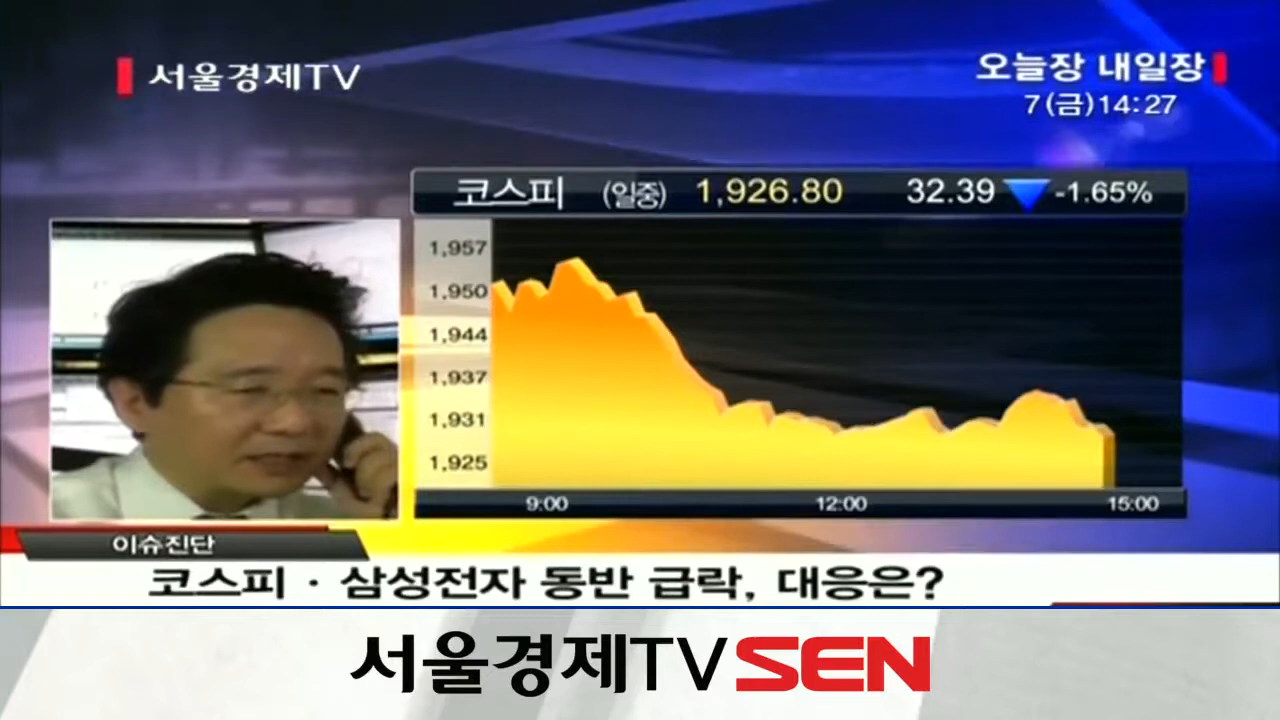 서울경제TV
오늘장 내일장
7(금)14:27
코스피 (일중) 1,926.80 32.39 ▼ -1.65%
1,957
1,950
1,944
1,937
1,931
1,925
9:00 12:00 15:00
이슈진단
코스피 · 삼성전자 동반 급락, 대응은?
서울경제TV SEN